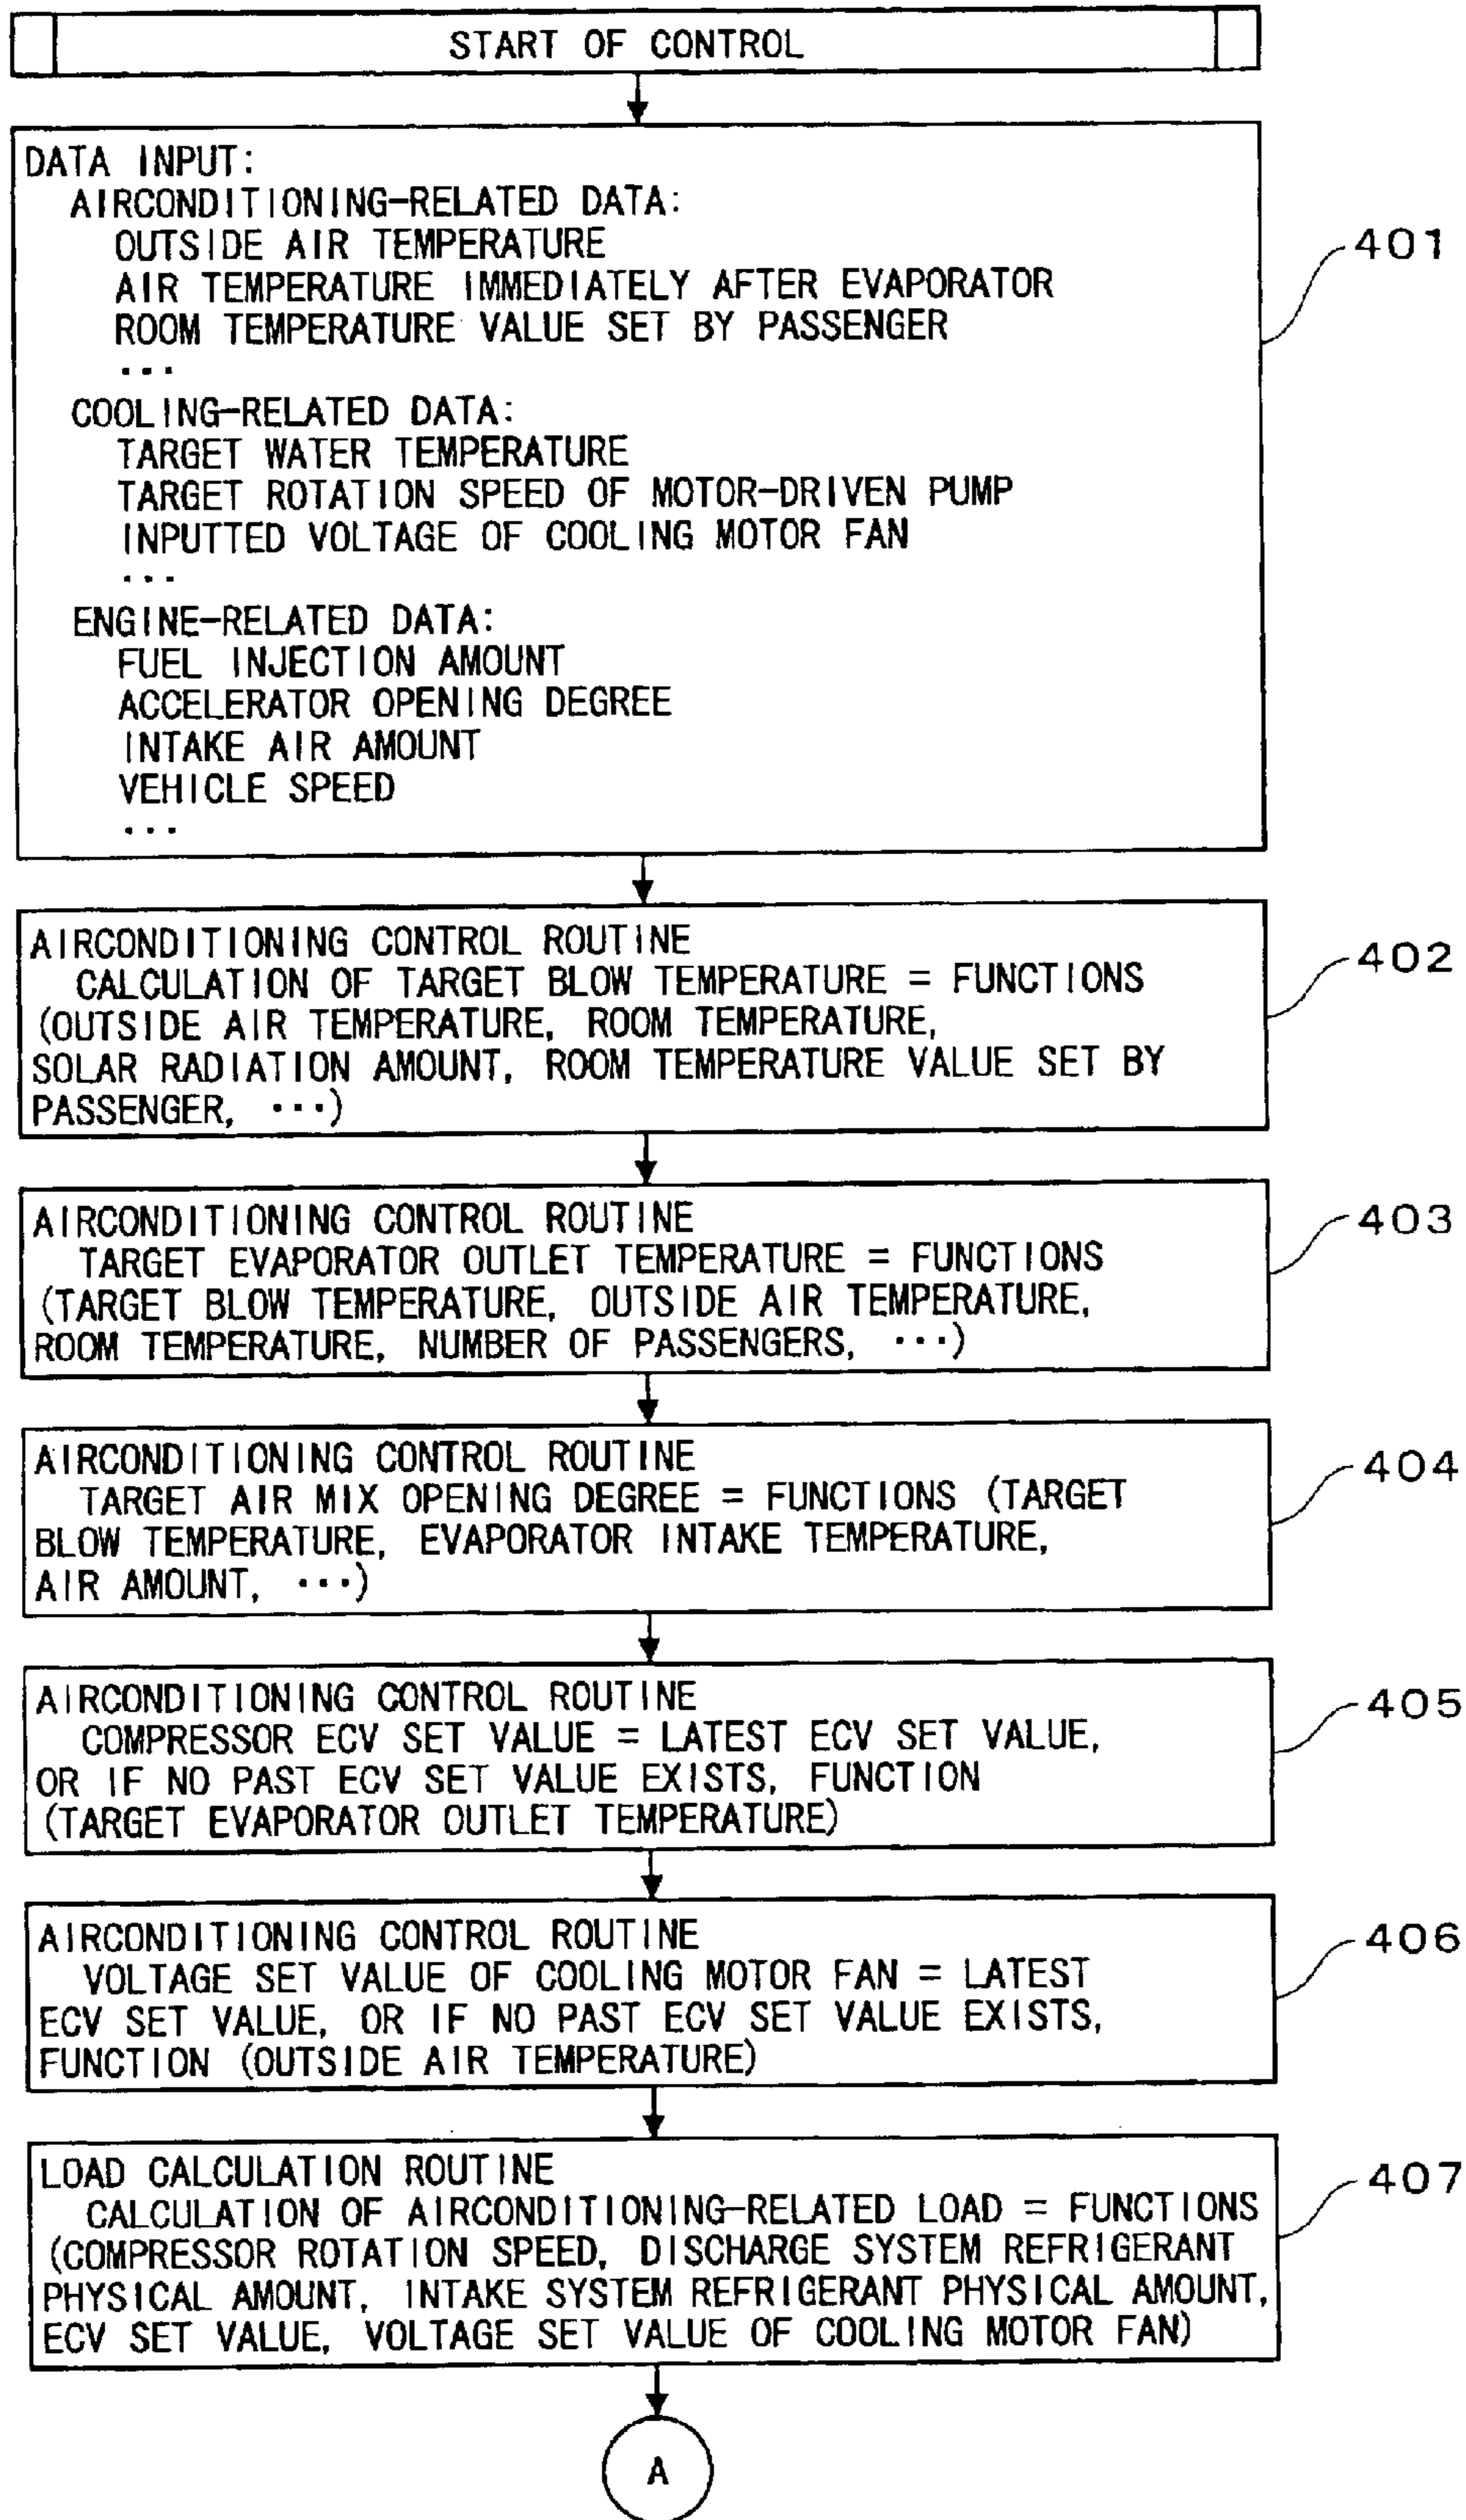 START OF CONTROL
DATA INPUT:
AIRCONDITIONING-RELATED DATA:
OUTSIDE AIR TEMPERATURE
AIR TEMPERATURE IMMEDIATELY AFTER EVAPORATOR
ROOM TEMPERATURE VALUE SET BY PASSENGER
...
COOLING-RELATED DATA:
TARGET WATER TEMPERATURE
TARGET ROTATION SPEED OF MOTOR-DRIVEN PUMP
INPUTTED VOLTAGE OF COOLING MOTOR FAN
...
ENGINE-RELATED DATA:
FUEL INJECTION AMOUNT
ACCELERATOR OPENING DEGREE
INTAKE AIR AMOUNT
VEHICLE SPEED
...
401
AIRCONDITIONING CONTROL ROUTINE
CALCULATION OF TARGET BLOW TEMPERATURE = FUNCTIONS
(OUTSIDE AIR TEMPERATURE, ROOM TEMPERATURE,
SOLAR RADIATION AMOUNT, ROOM TEMPERATURE VALUE SET BY
PASSENGER, ···)
402
AIRCONDITIONING CONTROL ROUTINE
TARGET EVAPORATOR OUTLET TEMPERATURE = FUNCTIONS
(TARGET BLOW TEMPERATURE, OUTSIDE AIR TEMPERATURE,
ROOM TEMPERATURE, NUMBER OF PASSENGERS, ···)
403
AIRCONDITIONING CONTROL ROUTINE
TARGET AIR MIX OPENING DEGREE = FUNCTIONS (TARGET
BLOW TEMPERATURE, EVAPORATOR INTAKE TEMPERATURE,
AIR AMOUNT, ···)
404
AIRCONDITIONING CONTROL ROUTINE
COMPRESSOR ECV SET VALUE = LATEST ECV SET VALUE,
OR IF NO PAST ECV SET VALUE EXISTS, FUNCTION
(TARGET EVAPORATOR OUTLET TEMPERATURE)
405
AIRCONDITIONING CONTROL ROUTINE
VOLTAGE SET VALUE OF COOLING MOTOR FAN = LATEST
ECV SET VALUE, OR IF NO PAST ECV SET VALUE EXISTS,
FUNCTION (OUTSIDE AIR TEMPERATURE)
406
LOAD CALCULATION ROUTINE
CALCULATION OF AIRCONDITIONING-RELATED LOAD = FUNCTIONS
(COMPRESSOR ROTATION SPEED, DISCHARGE SYSTEM REFRIGERANT
PHYSICAL AMOUNT, INTAKE SYSTEM REFRIGERANT PHYSICAL AMOUNT,
ECV SET VALUE, VOLTAGE SET VALUE OF COOLING MOTOR FAN)
407
A